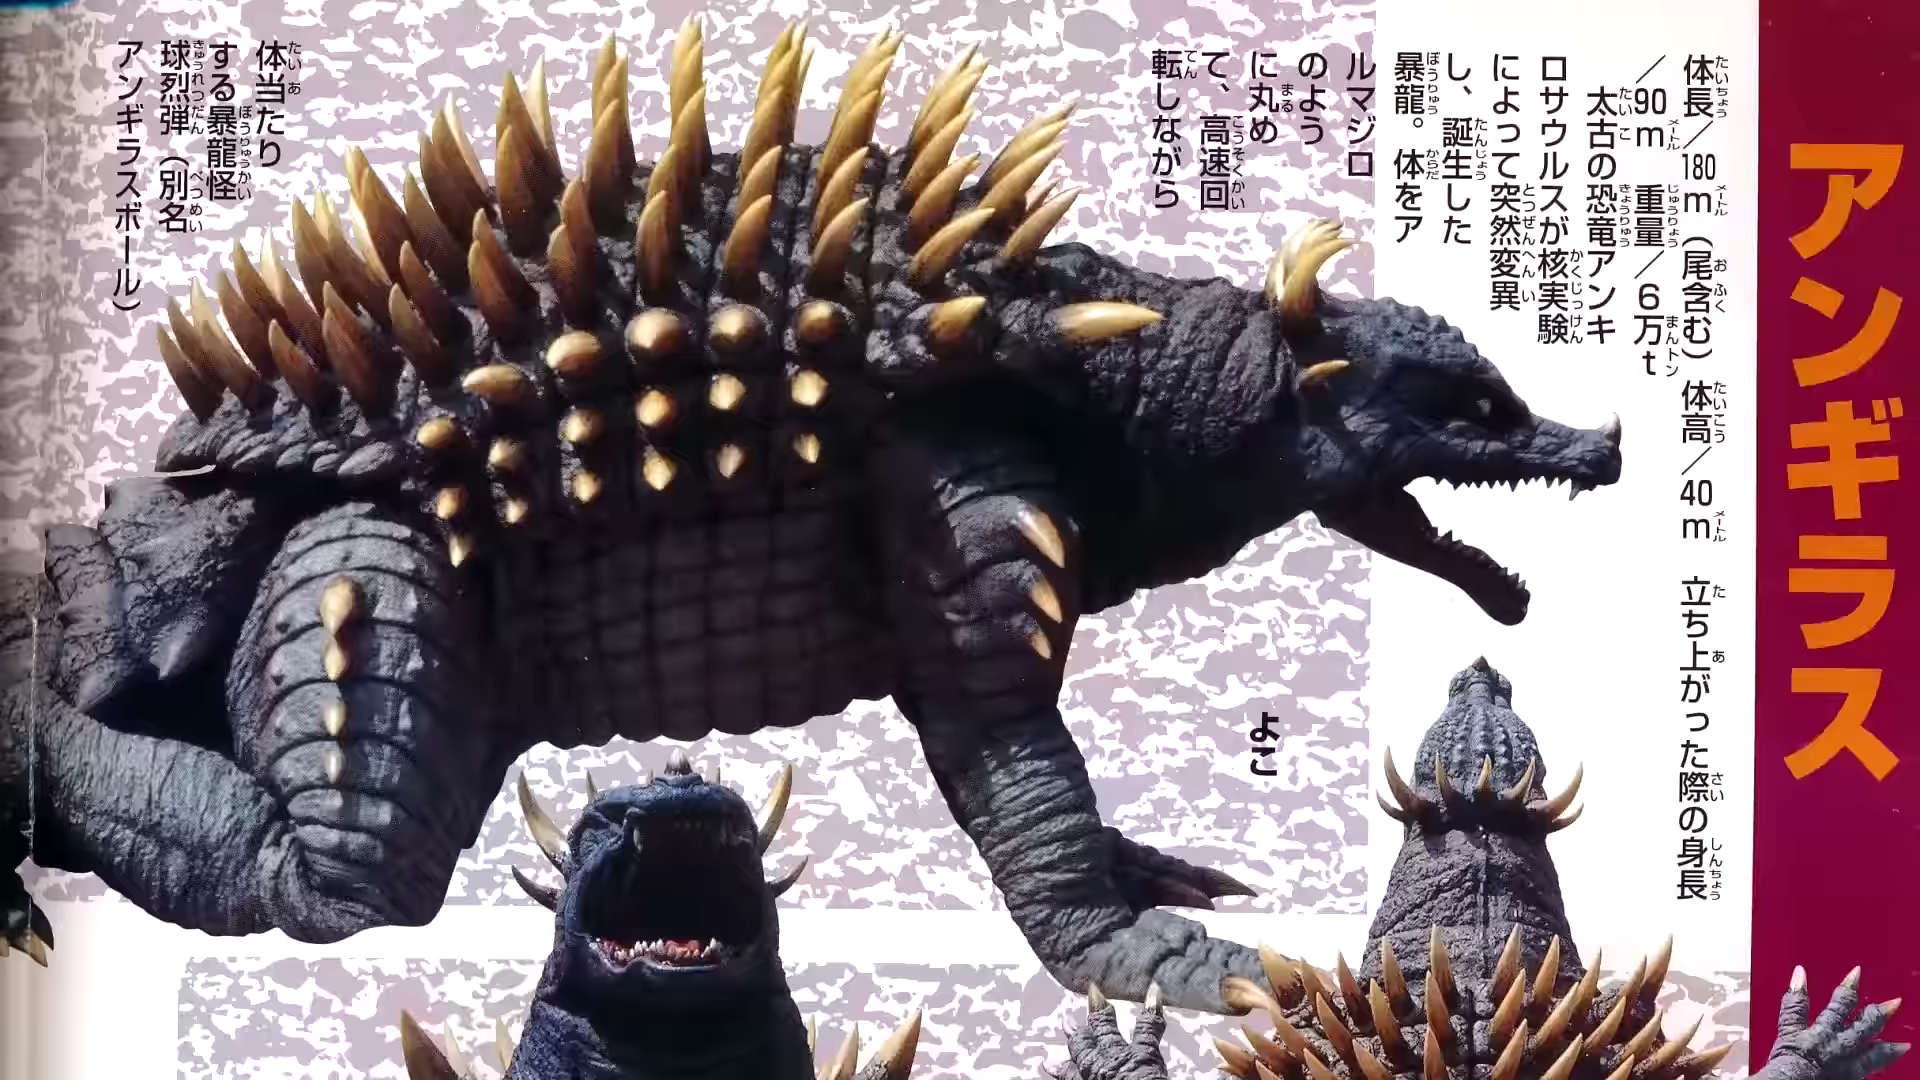 アンギラス
体長／180m（尾含む）　体高／40m　立ち上がった際の身長
／90m　重量／6万t
太古の恐竜アンキ
ロサウルスが核実験
によって突然変異
し、誕生した
暴龍。体をア
ルマジロ
のよう
に丸め
て、高速回
転しながら
体当たり
する暴龍怪
球烈弾（別名
アンギラスボール）
よこ